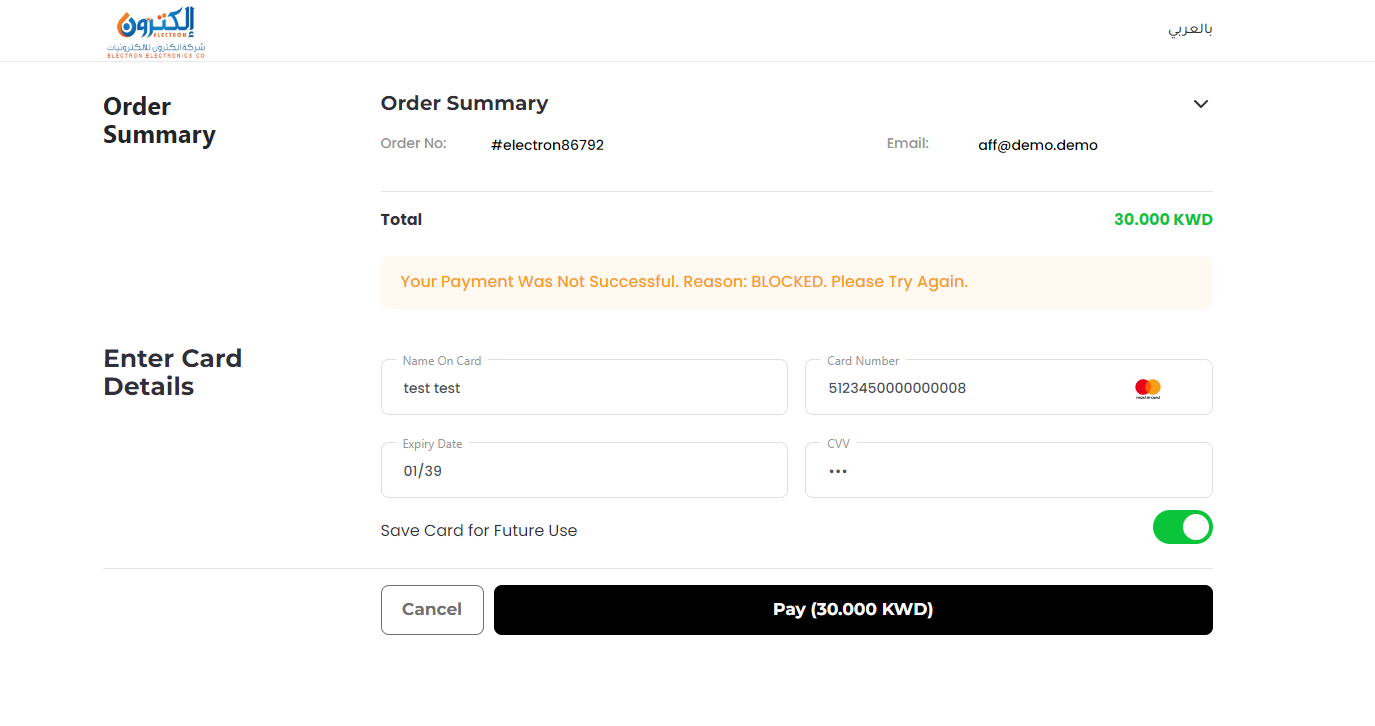 إلكترون
ELECTRON
شركة الكترون للالكترونيات
ELECTRON ELECTRONICS CO
بالعربي
Order
Summary
Order Summary
Order No: #electron86792 Email: aff@demo.demo
Total 30.000 KWD
Your Payment Was Not Successful. Reason: BLOCKED. Please Try Again.
Enter Card
Details
Name On Card
test test
Card Number
5123450000000008
mastercard
Expiry Date
01/39
CVV
•••
Save Card for Future Use
Cancel
Pay (30.000 KWD)